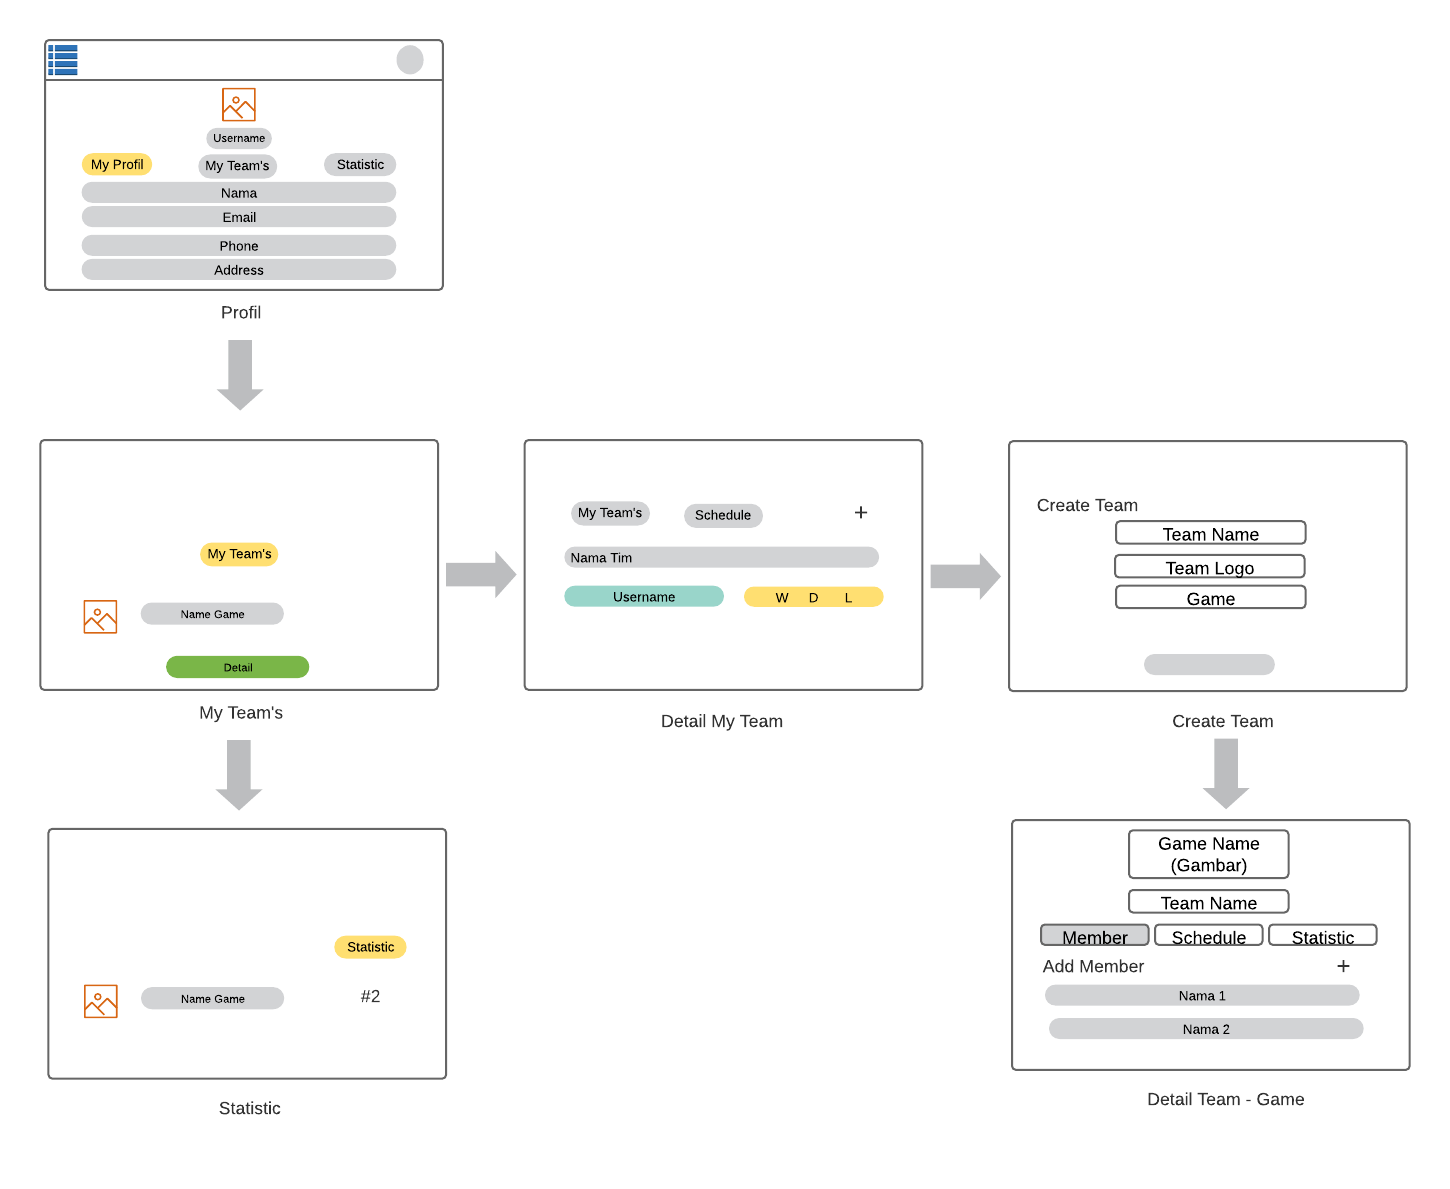 Username
My Profil
My Team's
Statistic
Nama
Email
Phone
Address
Profil
My Team's
Name Game
Detail
My Team's
My Team's
Schedule
+
Nama Tim
Username
W D L
Detail My Team
Create Team
Team Name
Team Logo
Game
Create Team
Statistic
Name Game
#2
Statistic
Game Name
(Gambar)
Team Name
Member
Schedule
Statistic
Add Member
+
Nama 1
Nama 2
Detail Team - Game